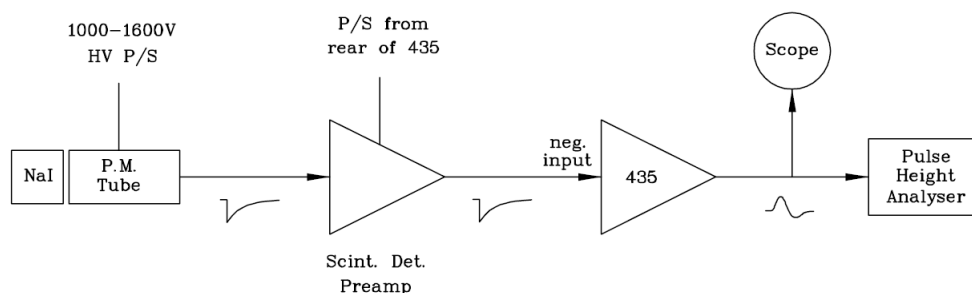 1000-1600V
HV P/S
P/S from
rear of 435
Scope
NaI
P.M.
Tube
neg.
input
435
Pulse
Height
Analyser
Scint. Det.
Preamp